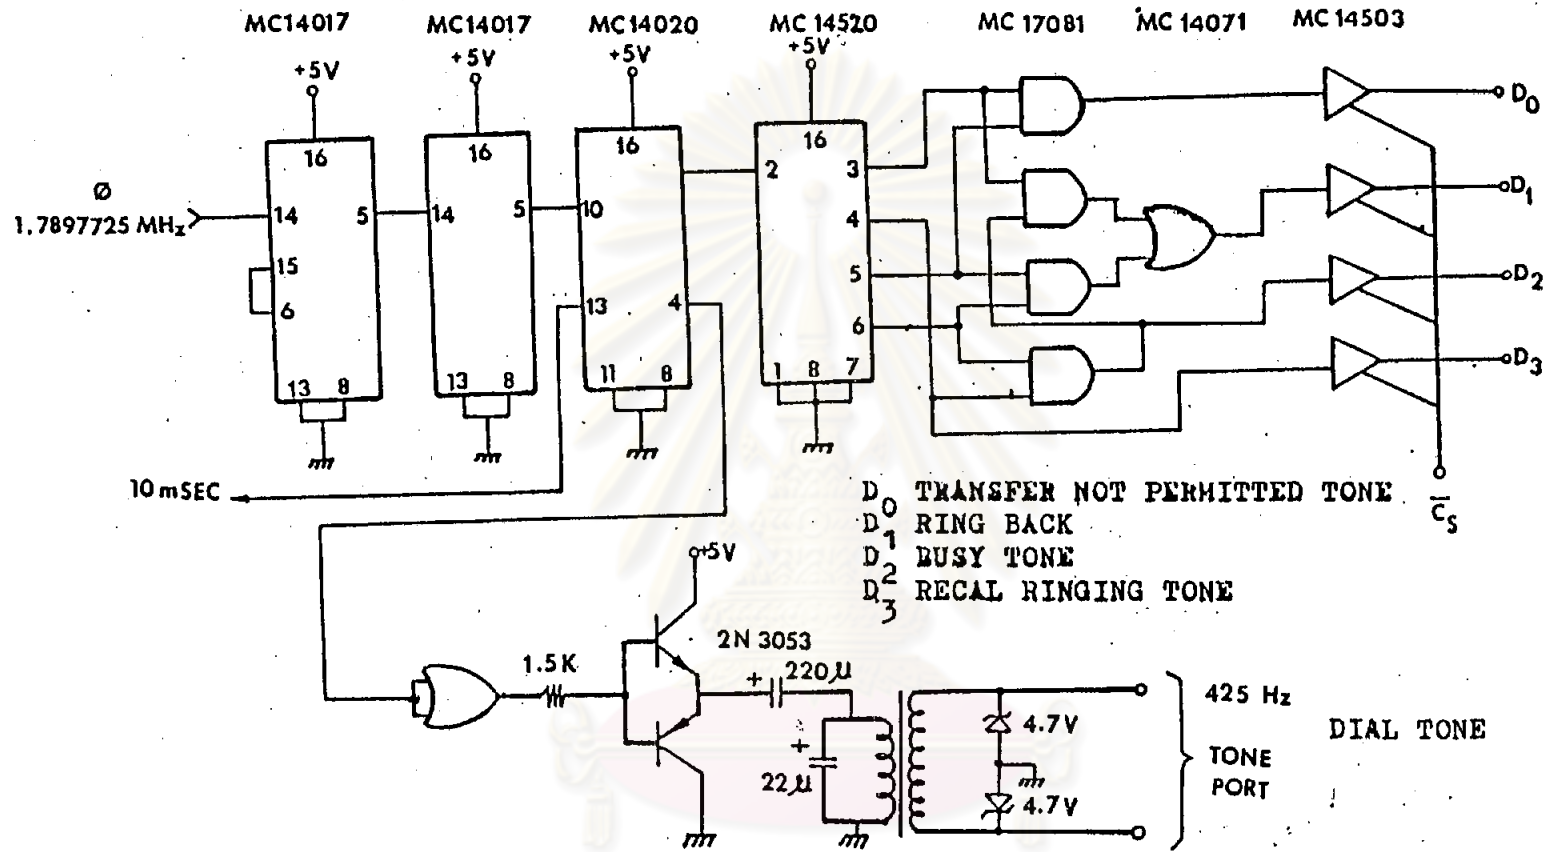 MC14017 MC14017 MC14020 MC 14520 MC 17081 MC 14071 MC 14503
+5V +5V +5V +5V
16 16 16 16
Ø
1.7897725 MHz
14 5 14 5 10 2 3
15 13 4 4
6 5
6
13 8 13 8 11 8 1 8 7
D0
D1
D2
D3
C̅S
10 mSEC
D0 TRANSFER NOT PERMITTED TONE
D1 RING BACK
D2 BUSY TONE
D3 RECAL RINGING TONE
+5V
2N 3053
1.5K
+ 220µ
+
22µ
4.7V
4.7V
425 Hz
TONE
PORT
DIAL TONE